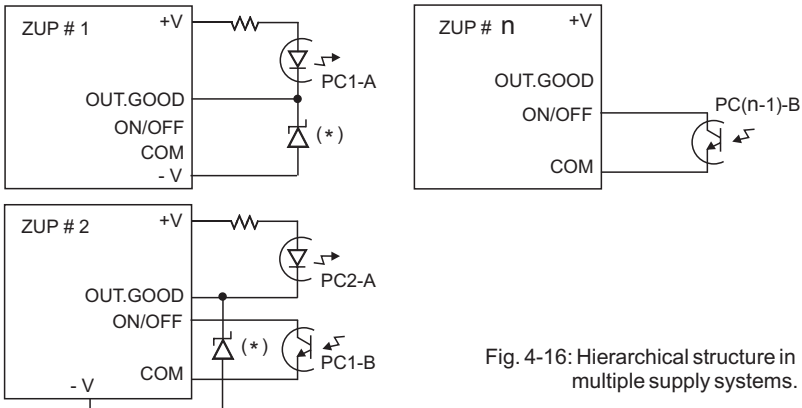 ZUP # 1
+V
PC1-A
OUT.GOOD
ON/OFF
(*)
COM
- V
ZUP # n
+V
OUT.GOOD
PC(n-1)-B
ON/OFF
COM
ZUP # 2
+V
PC2-A
OUT.GOOD
ON/OFF
(*)
PC1-B
COM
- V
Fig. 4-16: Hierarchical structure in
multiple supply systems.